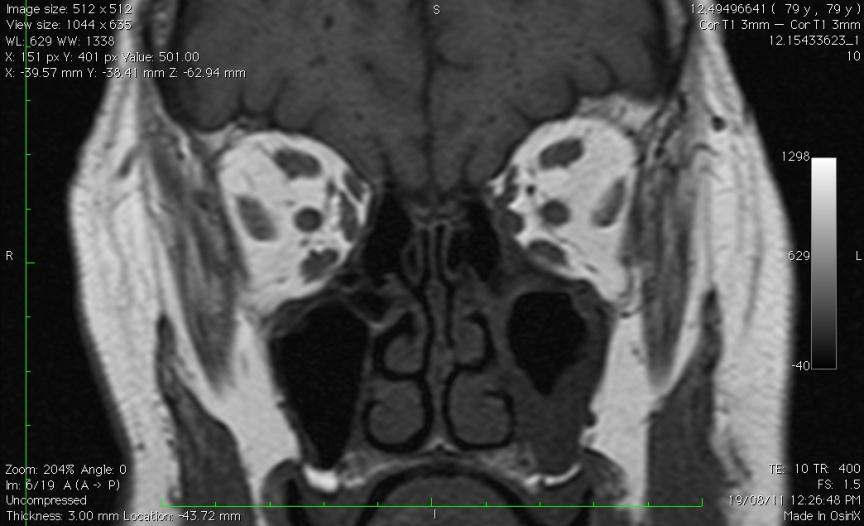 Image size: 512 x 512
View size: 1044 x 635
WL: 629 WW: 1338
X: 151 px Y: 401 px Value: 501.00
X: -39.57 mm Y: -38.41 mm Z: -62.94 mm
S
12.49496641 ( 79 y , 79 y )
Cor T1 3mm — Cor T1 3mm
12.15433623_1
10
1298
R
629
L
-40
Zoom: 204% Angle: 0
Im: 6/19 A (A -> P)
Uncompressed
Thickness: 3.00 mm Location: -43.72 mm
I
TE: 10 TR: 400
FS: 1.5
19/08/11 12:26:48 PM
Made In OsiriX